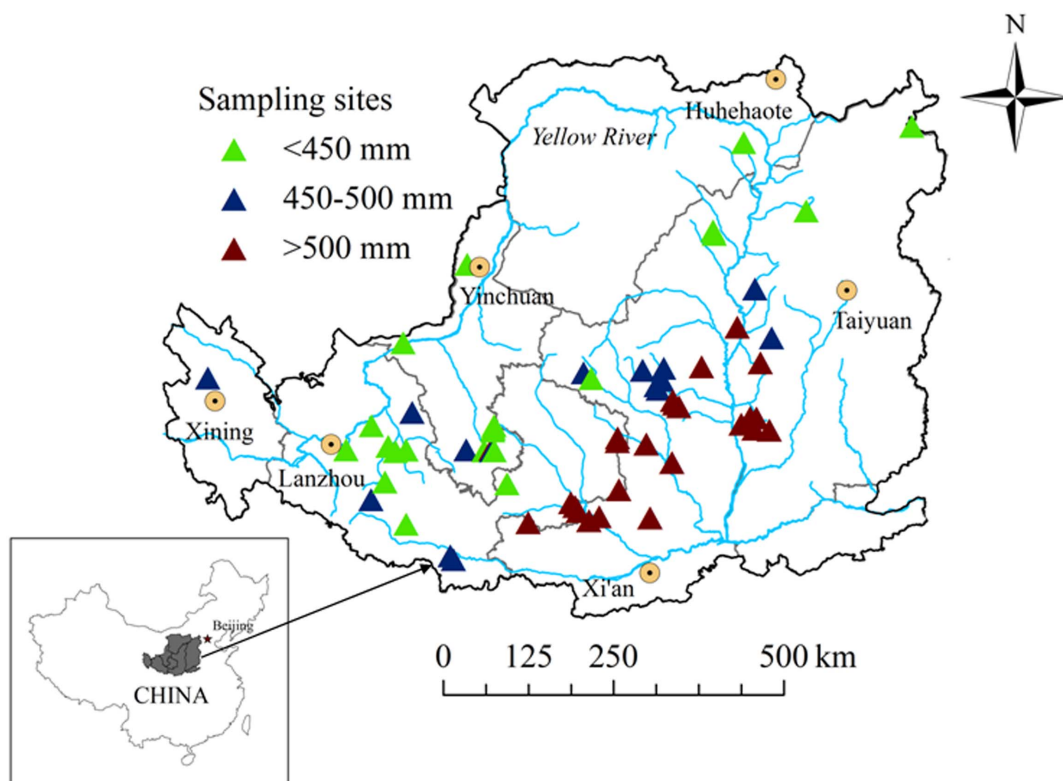 N
Sampling sites
<450 mm
450-500 mm
>500 mm
Huhehaote
Yellow River
Yinchuan
Taiyuan
Xining
Lanzhou
Xi'an
Beijing
CHINA
0 125 250 500 km